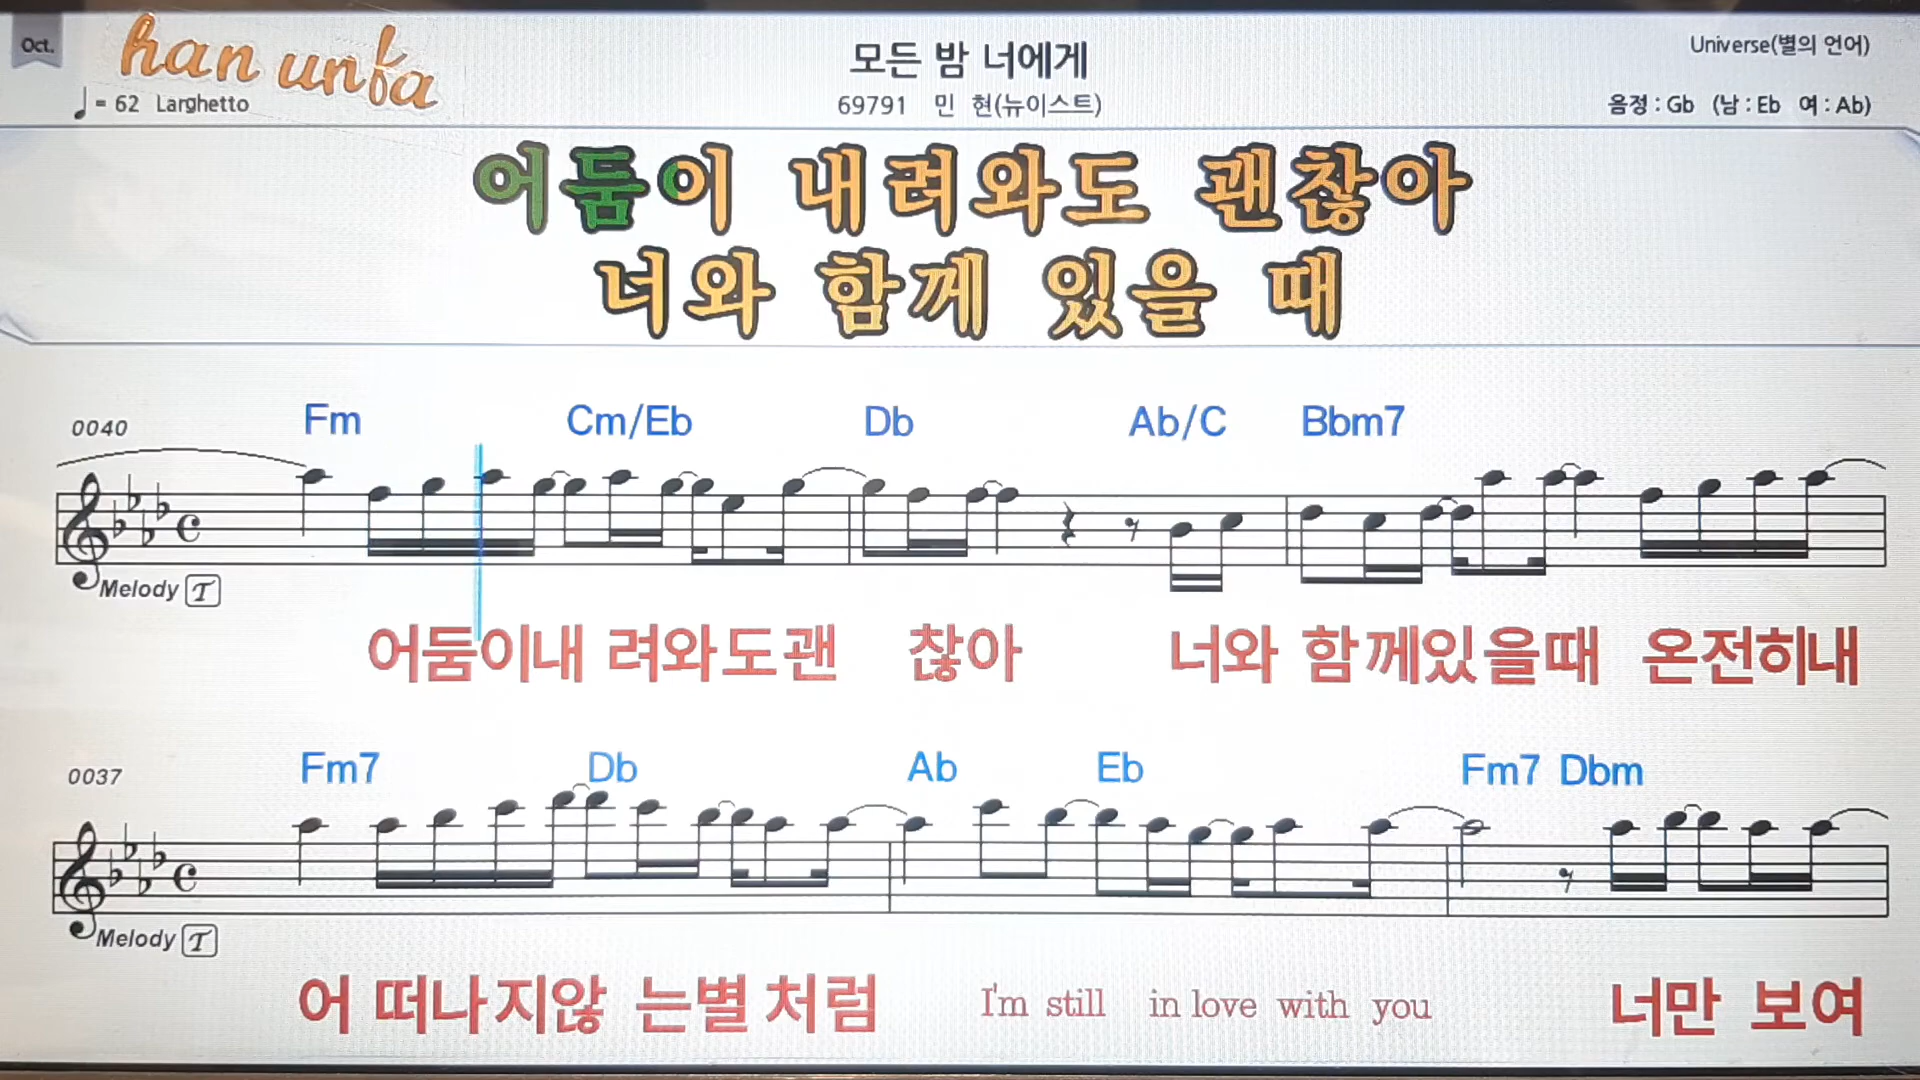 Oct.
han unfa
모든 밤 너에게
Universe(별의 언어)
♩ = 62 Larghetto
69791 민 현(뉴이스트)
음정 : Gb (남 : Eb 여 : Ab)
어둠이 내려와도 괜찮아
너와 함께 있을 때
0040 Fm Cm/Eb Db Ab/C Bbm7
Melody T
어둠이내 려와도괜 찮아 너와 함께있을때 온전히내
0037 Fm7 Db Ab Eb Fm7 Dbm
Melody T
어 떠나지않 는별 처럼 I'm still in love with you 너만 보여